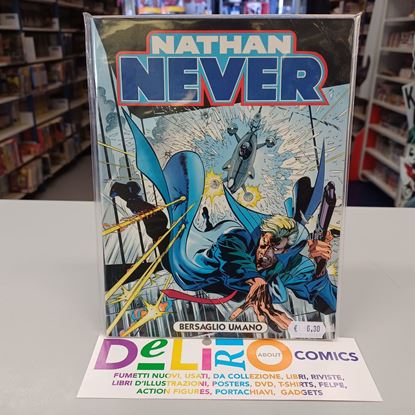 NATHAN
NEVER
BERSAGLIO UMANO
€ 6,30
DeLiRi ABOUT COMICS
FUMETTI NUOVI, USATI, DA COLLEZIONE, LIBRI, RIVISTE,
LIBRI D'ILLUSTRAZIONI, POSTERS, DVD, T-SHIRTS, FELPE,
ACTION FIGURES, PORTACHIAVI, GADGETS